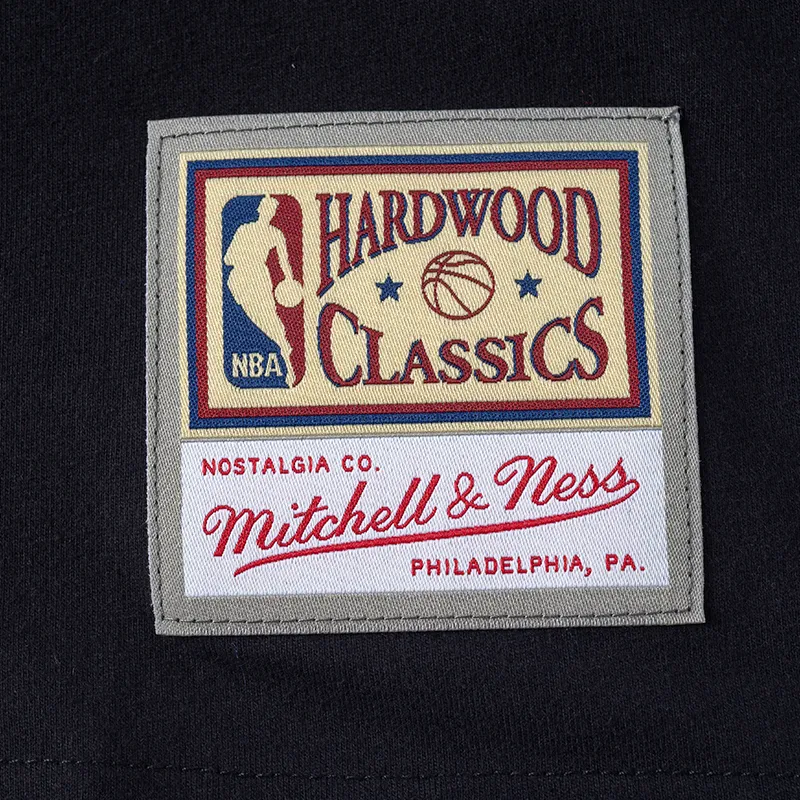 HARDWOOD
CLASSICS
NBA
NOSTALGIA CO.
Mitchell & Ness
PHILADELPHIA, PA.